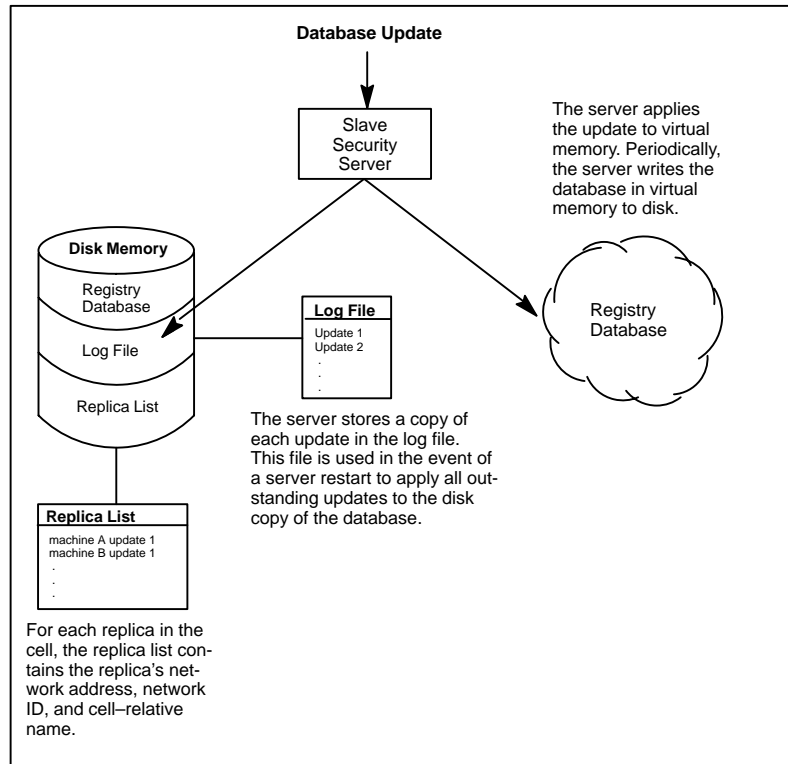 Database Update
Slave
Security
Server
The server applies
the update to virtual
memory. Periodically,
the server writes the
database in virtual
memory to disk.
Disk Memory
Registry
Database
Log File
Replica List
Log File
Update 1
Update 2
.
.
.
Registry
Database
The server stores a copy of
each update in the log file.
This file is used in the event of
a server restart to apply all out-
standing updates to the disk
copy of the database.
Replica List
machine A update 1
machine B update 1
.
.
.
For each replica in the
cell, the replica list con-
tains the replica’s net-
work address, network
ID, and cell–relative
name.